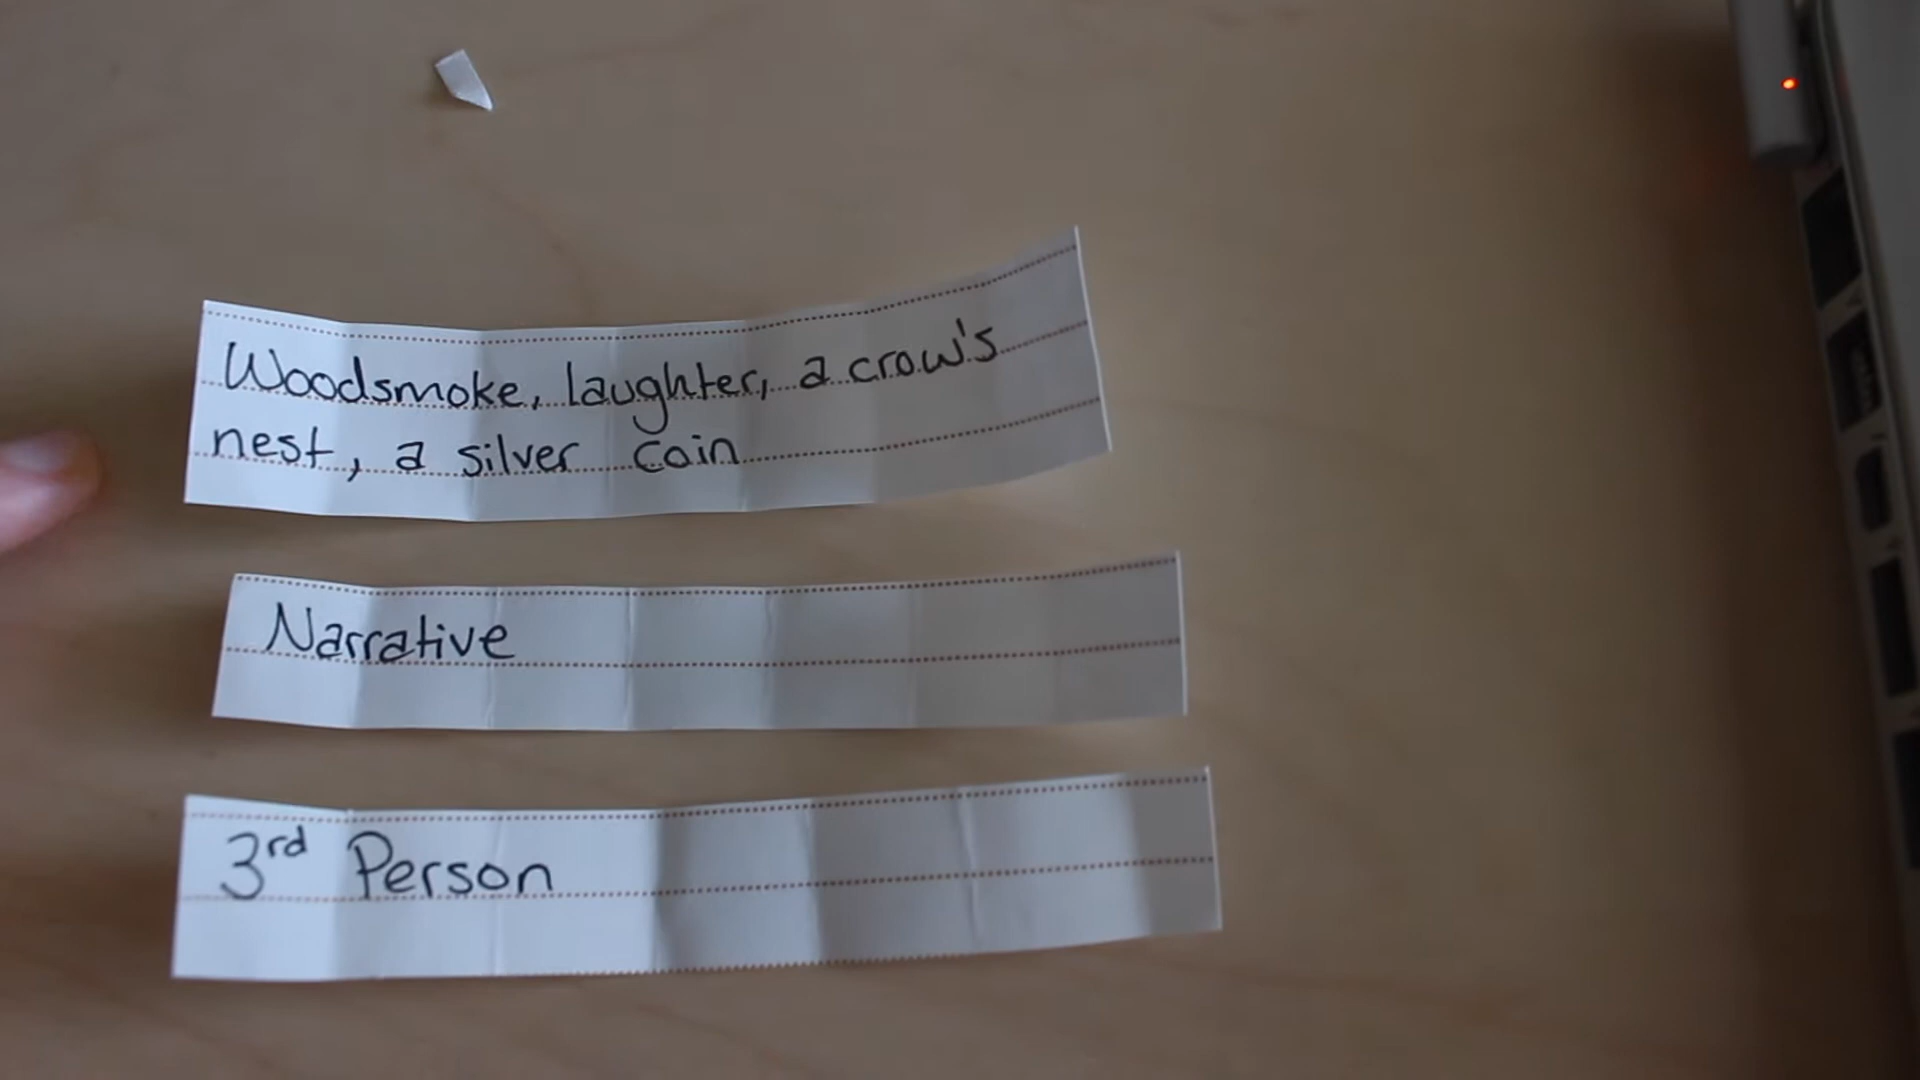 Woodsmoke, laughter, a crow's
nest, a silver coin
Narrative
3rd Person